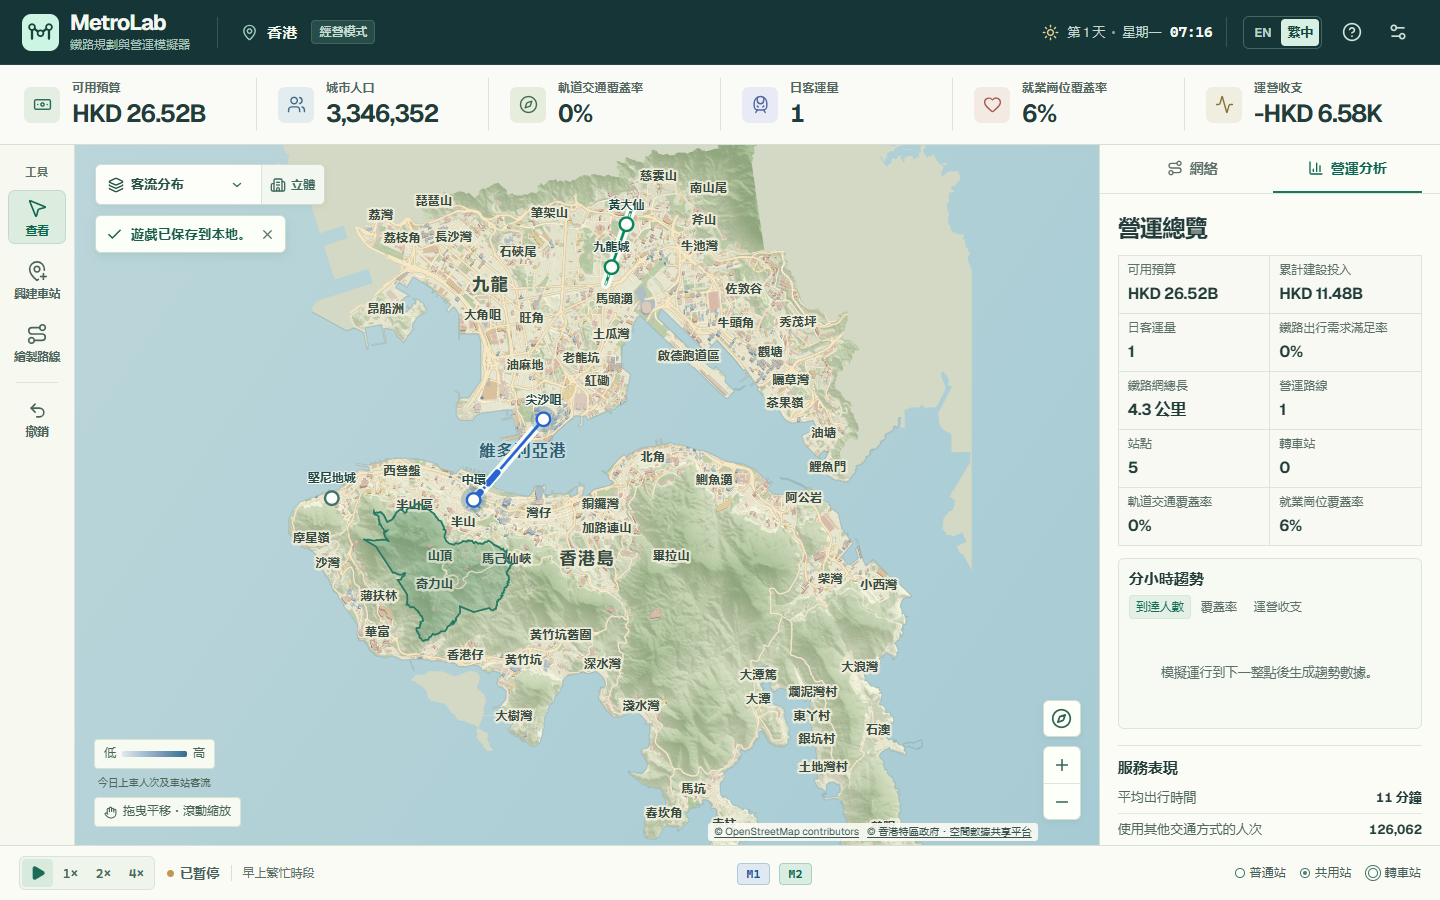 MetroLab
鐵路規劃與營運模擬器
香港
經營模式
第 1 天 · 星期一 07:16
EN 繁中
可用預算
HKD 26.52B
城市人口
3,346,352
軌道交通覆蓋率
0%
日客運量
1
就業崗位覆蓋率
6%
運營收支
-HKD 6.58K
工具
查看
興建車站
繪製路線
撤銷
客流分布
立體
遊戲已保存到本地。
慈雲山
南山尾
琵琶山
荔灣
筆架山
黃大仙
斧山
荔枝角
長沙灣
九龍城
牛池灣
石硤尾
九龍
佐敦谷
馬頭涌
昂船洲
大角咀
旺角
牛頭角
秀茂坪
土瓜灣
油麻地
老龍坑
啟德跑道區
觀塘
紅磡
曬草灣
尖沙咀
茶果嶺
油塘
維多利亞港
北角
鯉魚門
西營盤
堅尼地城
中環
鰂魚涌
半山區
銅鑼灣
阿公岩
半山
灣仔
加路連山
摩星嶺
山頂
馬己仙峽
香港島
畢拉山
沙灣
奇力山
柴灣
小西灣
薄扶林
華富
黃竹坑舊圍
香港仔
黃竹坑
深水灣
大浪灣
大潭篤
大潭
爛泥灣村
淺水灣
大樹灣
東丫村
石澳
銀坑村
土地灣村
馬坑
舂坎角
低 高
今日上車人次及車站客流
拖曳平移 · 滾動縮放
© OpenStreetMap contributors © 香港特區政府 · 空間數據共享平台
網絡
營運分析
營運總覽
可用預算
HKD 26.52B
累計建設投入
HKD 11.48B
日客運量
1
鐵路出行需求滿足率
0%
鐵路網總長
4.3 公里
營運路線
1
站點
5
轉車站
0
軌道交通覆蓋率
0%
就業崗位覆蓋率
6%
分小時趨勢
到達人數 覆蓋率 運營收支
模擬運行到下一整點後生成趨勢數據。
服務表現
平均出行時間 11 分鐘
使用其他交通方式的人次 126,062
1× 2× 4×
已暫停
早上繁忙時段
M1 M2
普通站 共用站 轉車站